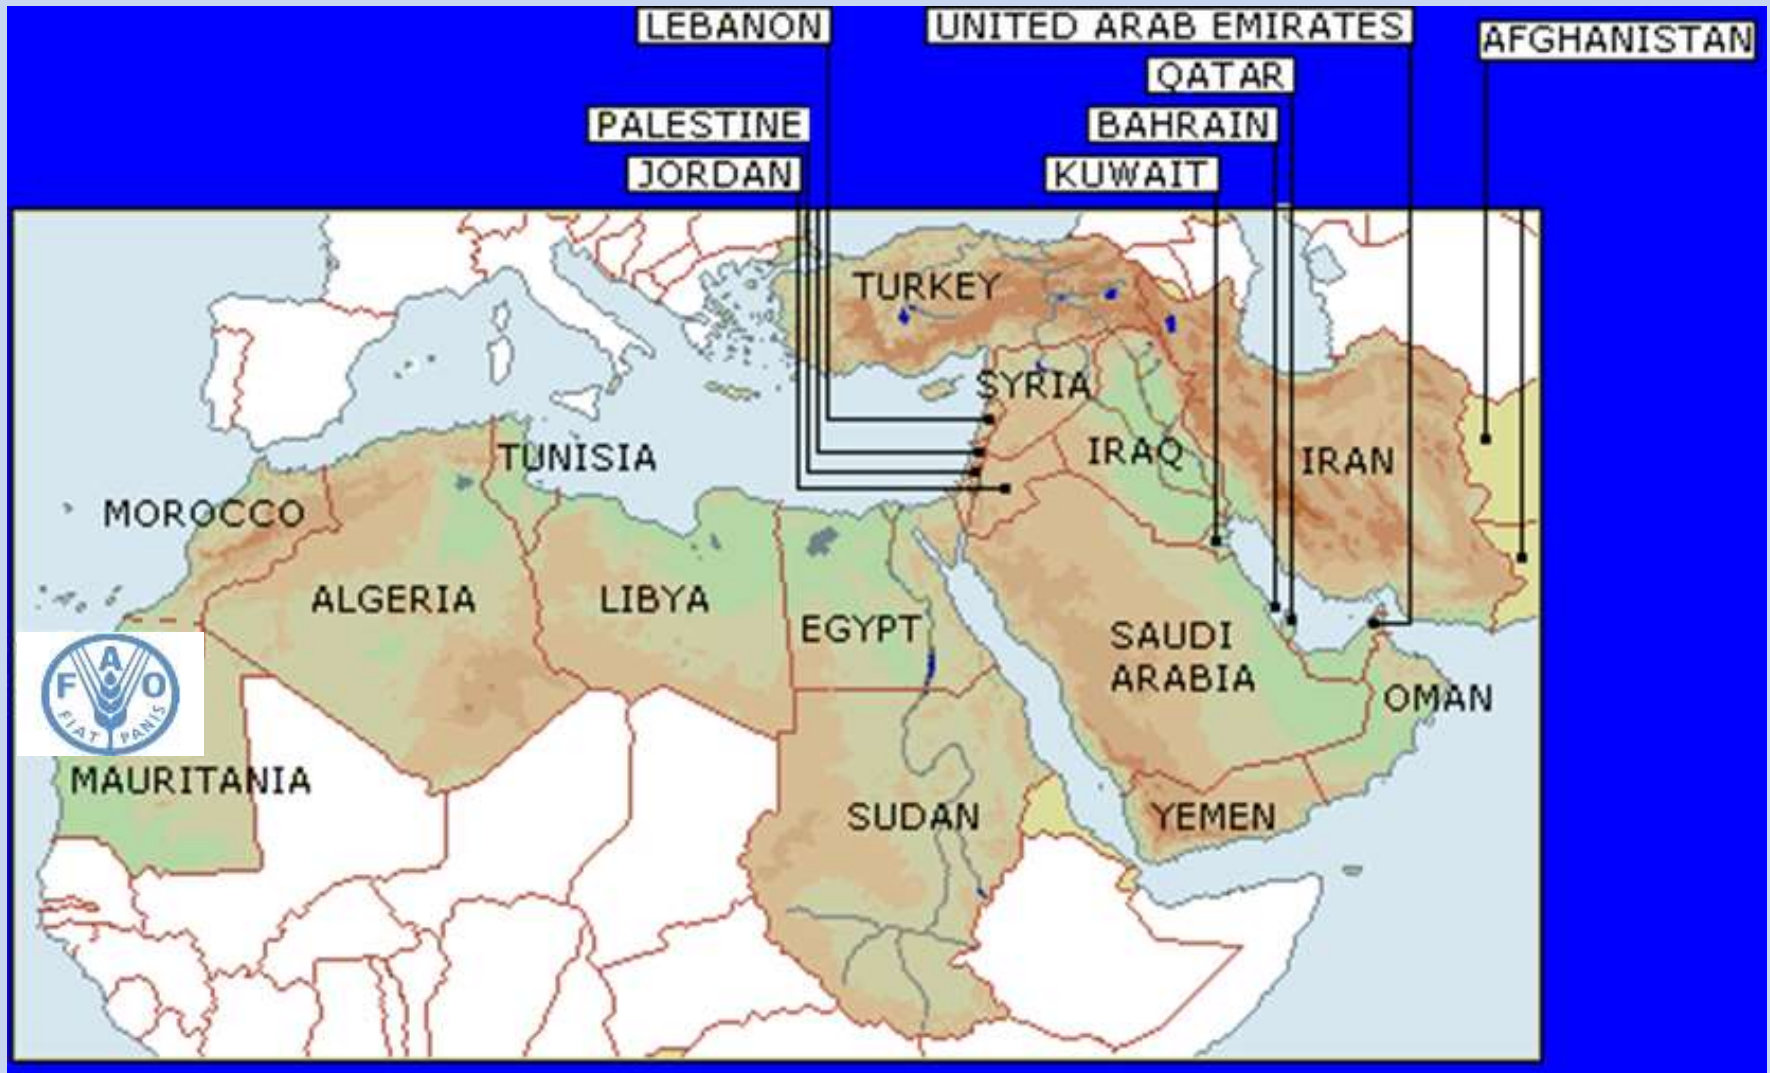 LEBANON
UNITED ARAB EMIRATES
AFGHANISTAN
QATAR
PALESTINE
BAHRAIN
JORDAN
KUWAIT
TURKEY
SYRIA
TUNISIA
IRAQ
IRAN
MOROCCO
ALGERIA
LIBYA
EGYPT
SAUDI
ARABIA
OMAN
F A O
FIAT PANIS
MAURITANIA
SUDAN
YEMEN